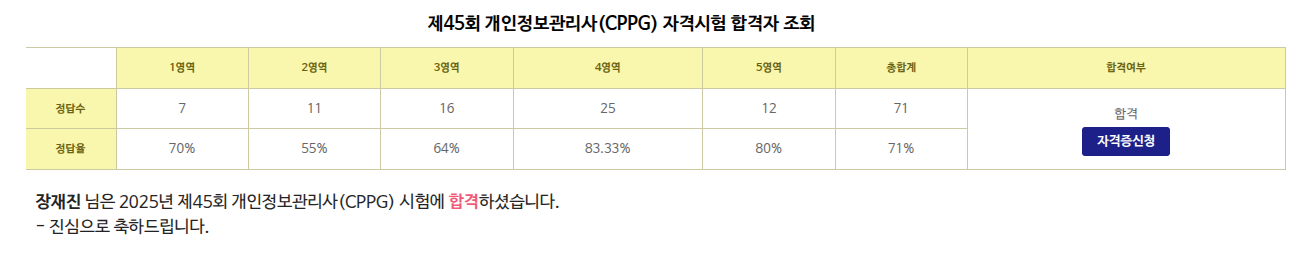 제45회 개인정보관리사(CPPG) 자격시험 합격자 조회
1영역 2영역 3영역 4영역 5영역 총합계 합격여부
정답수 7 11 16 25 12 71 합격
정답율 70% 55% 64% 83.33% 80% 71% 자격증신청
장재진 님은 2025년 제45회 개인정보관리사(CPPG) 시험에 합격하셨습니다.
- 진심으로 축하드립니다.